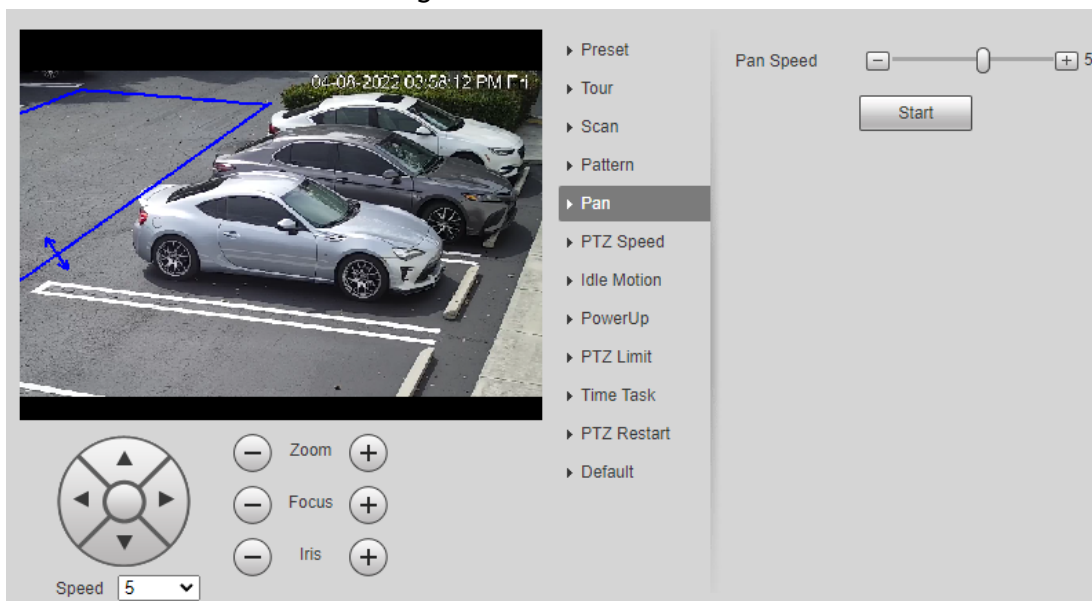 04-08-2022 03:58:12 PM Fri
Preset
Tour
Scan
Pattern
Pan
PTZ Speed
Idle Motion
PowerUp
PTZ Limit
Time Task
PTZ Restart
Default
Pan Speed
5
Start
Zoom
Focus
Iris
Speed 5